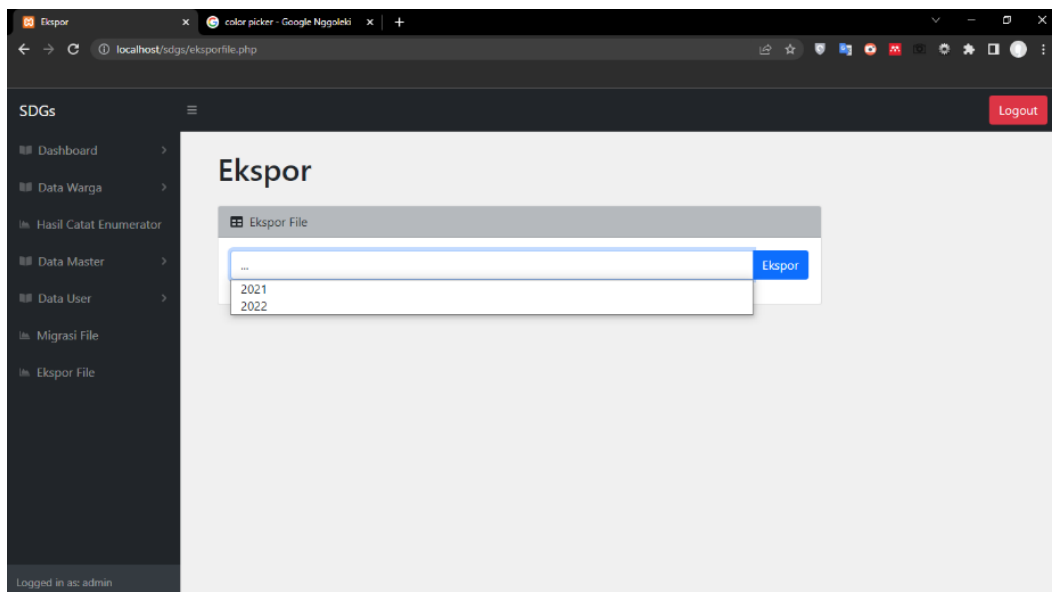 Ekspor
color picker - Google Nggoleki
localhost/sdgs/eksporfile.php
SDGs
Logout
Dashboard
Data Warga
Hasil Catat Enumerator
Data Master
Data User
Migrasi File
Ekspor File
Logged in as: admin
Ekspor
Ekspor File
...
Ekspor
2021
2022